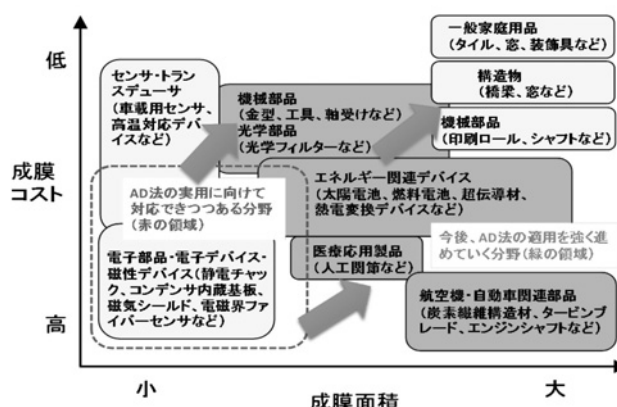 低
成膜
コスト
高
小
成膜面積
大
センサ・トラン
スデューサ
(車載用センサ、
高温対応デバ
イスなど)
機械部品
(金型、工具、軸受けなど)
光学部品
(光学フィルターなど)
一般家庭用品
(タイル、窓、装飾具など)
構造物
(橋梁、窓など)
機械部品
(印刷ロール、シャフトなど)
AD法の実用に向けて
対応できつつある分野
(赤の領域)
エネルギー関連デバイス
(太陽電池、燃料電池、超伝導材、
熱電変換デバイスなど)
電子部品・電子デバイス・
磁性デバイス(静電チャック、
コンデンサ内蔵基板、
磁気シールド、電磁界ファ
イバーセンサなど)
医療応用製品
(人工関節など)
今後、AD法の適用を強く進
めていく分野(緑の領域)
航空機・自動車関連部品
(炭素繊維構造材、タービンブ
レード、エンジンシャフトなど)